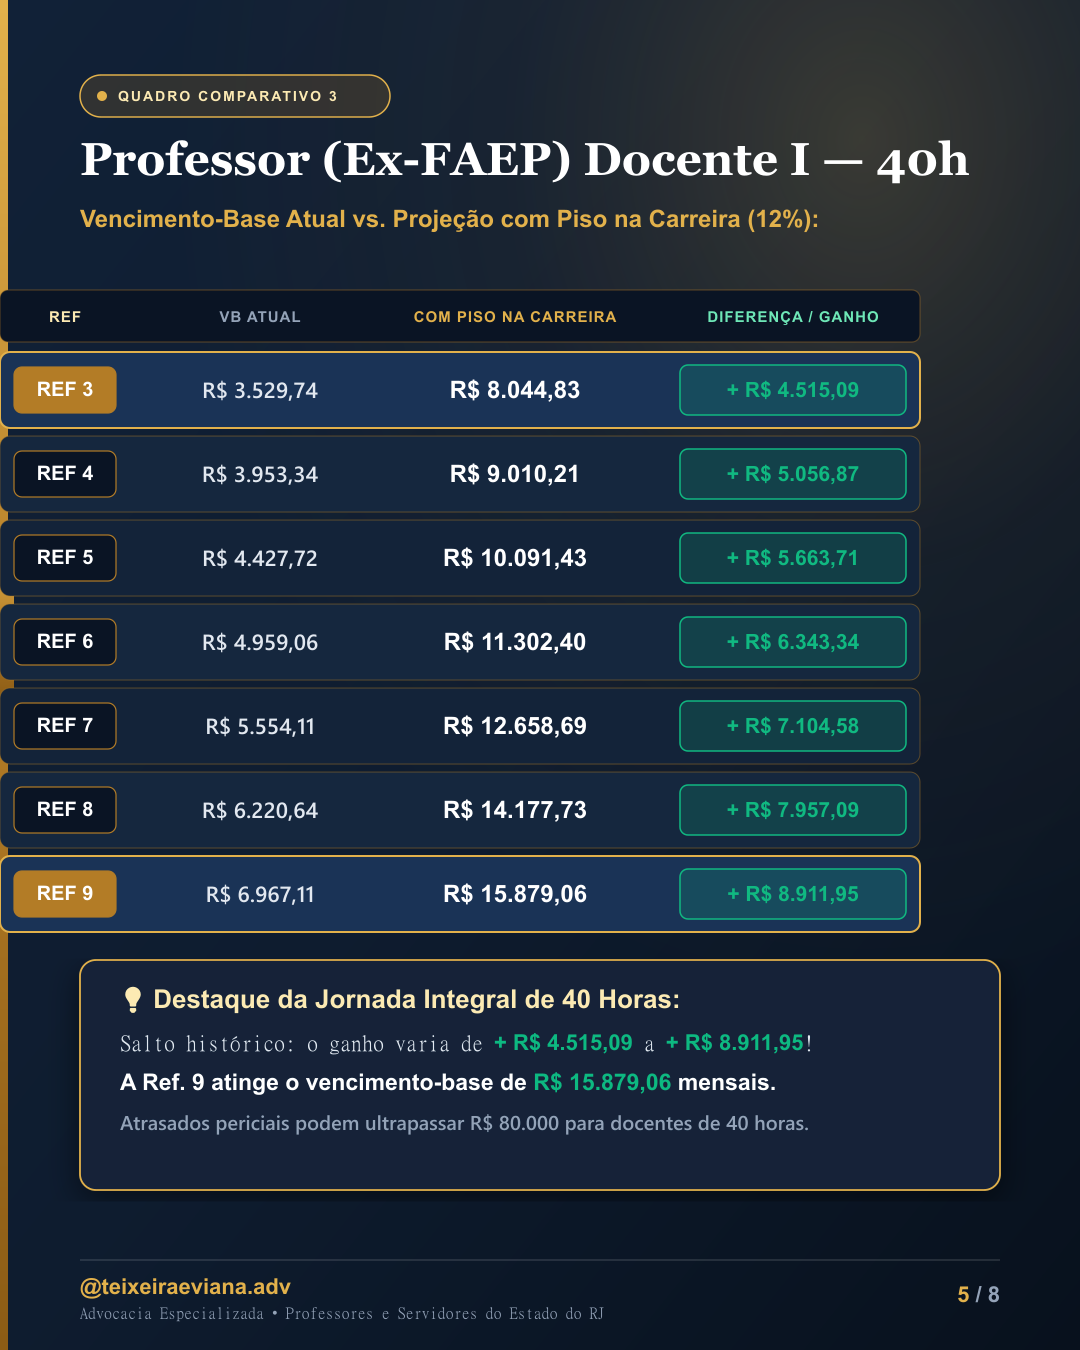 QUADRO COMPARATIVO 3
Professor (Ex-FAEP) Docente I — 40h
Vencimento-Base Atual vs. Projeção com Piso na Carreira (12%):
REF VB ATUAL COM PISO NA CARREIRA DIFERENÇA / GANHO
REF 3 R$ 3.529,74 R$ 8.044,83 + R$ 4.515,09
REF 4 R$ 3.953,34 R$ 9.010,21 + R$ 5.056,87
REF 5 R$ 4.427,72 R$ 10.091,43 + R$ 5.663,71
REF 6 R$ 4.959,06 R$ 11.302,40 + R$ 6.343,34
REF 7 R$ 5.554,11 R$ 12.658,69 + R$ 7.104,58
REF 8 R$ 6.220,64 R$ 14.177,73 + R$ 7.957,09
REF 9 R$ 6.967,11 R$ 15.879,06 + R$ 8.911,95
Destaque da Jornada Integral de 40 Horas:
Salto histórico: o ganho varia de + R$ 4.515,09 a + R$ 8.911,95!
A Ref. 9 atinge o vencimento-base de R$ 15.879,06 mensais.
Atrasados periciais podem ultrapassar R$ 80.000 para docentes de 40 horas.
@teixeiraeviana.adv
Advocacia Especializada • Professores e Servidores do Estado do RJ
5 / 8